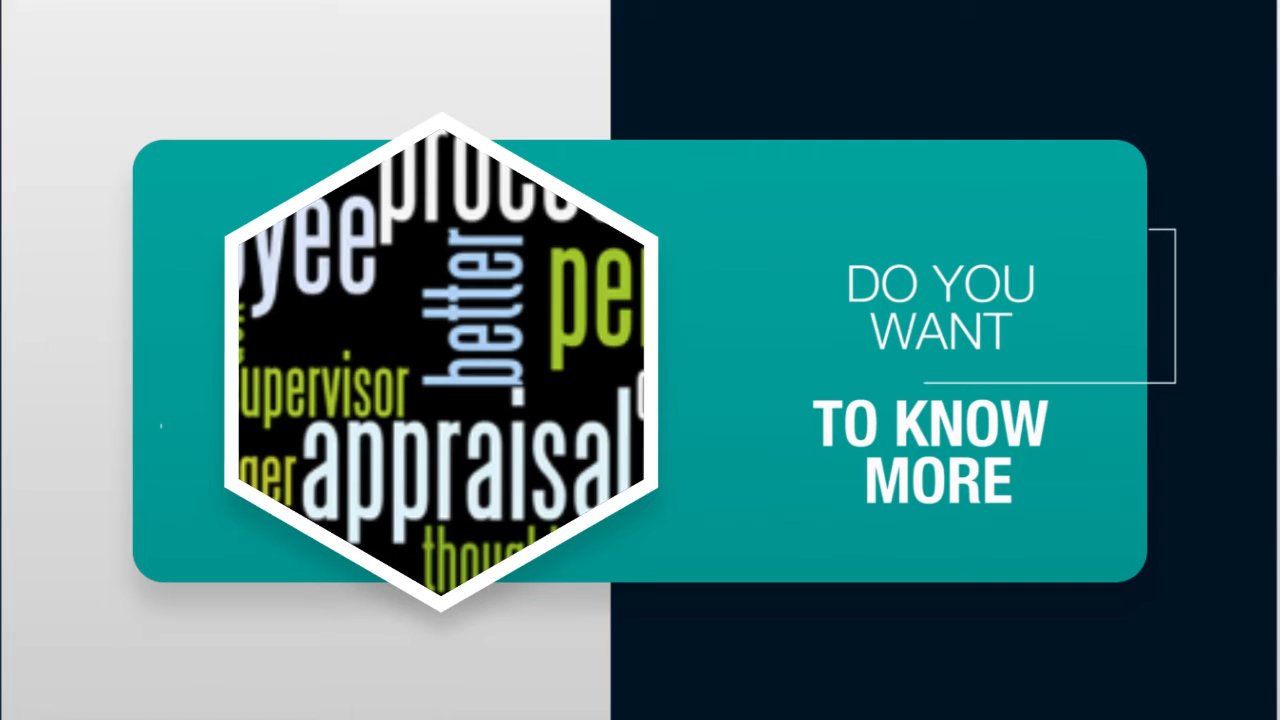 yee
better
upervisor
appraisal
DO YOU
WANT
TO KNOW
MORE